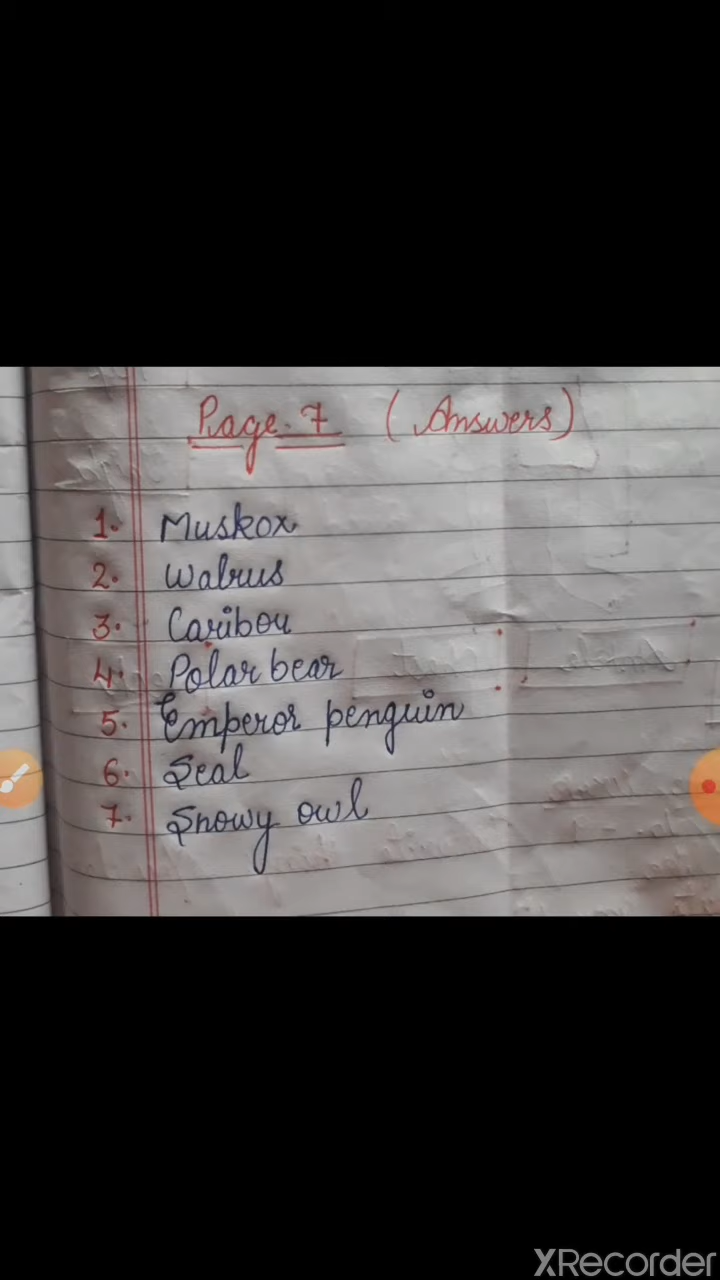 Page.7 (Answers)
1. Muskox
2. Walrus
3. Caribou
4. Polar bear
5. Emperor penguin
6. Seal
7. Snowy owl
XRecorder